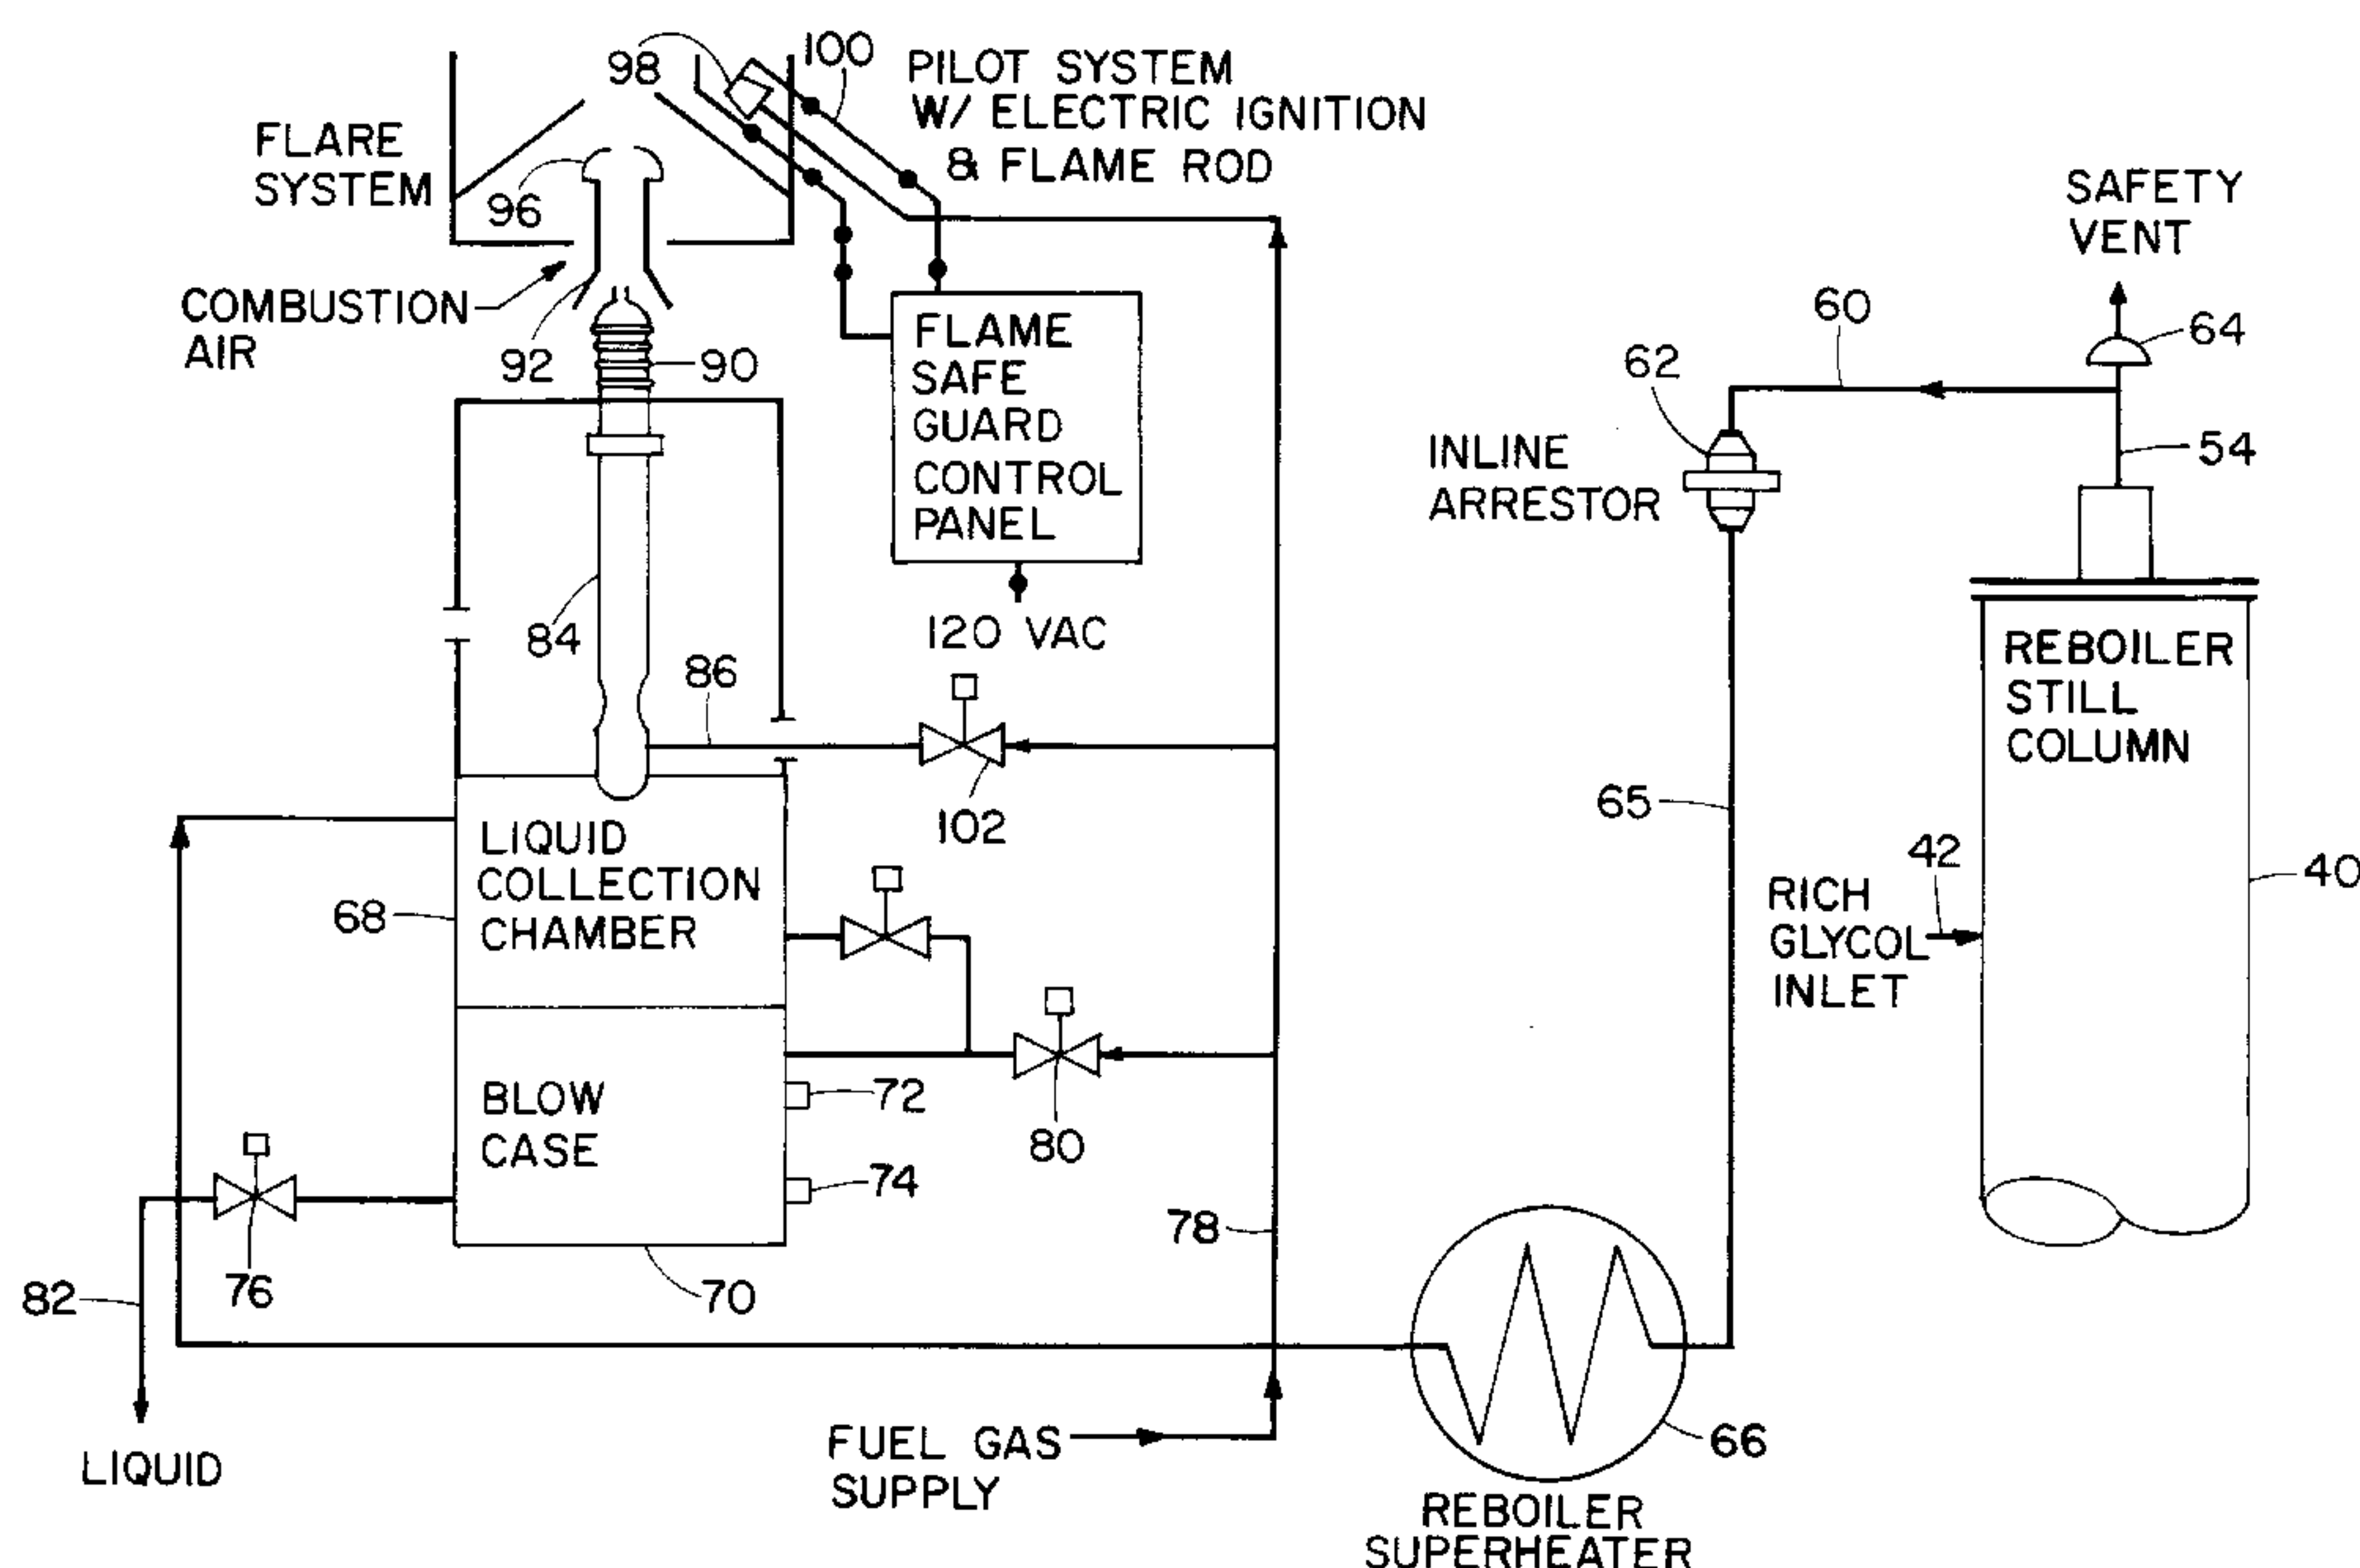 98
100
PILOT SYSTEM
W/ ELECTRIC IGNITION
& FLAME ROD
FLARE
SYSTEM
96
COMBUSTION
AIR
92
90
FLAME
SAFE
GUARD
CONTROL
PANEL
120 VAC
84
86
102
SAFETY
VENT
64
60
62
54
INLINE
ARRESTOR
REBOILER
STILL
COLUMN
65
42
40
RICH
GLYCOL
INLET
LIQUID
COLLECTION
CHAMBER
68
BLOW
CASE
72
74
80
78
76
70
82
LIQUID
FUEL GAS
SUPPLY
66
REBOILER
SUPERHEATER